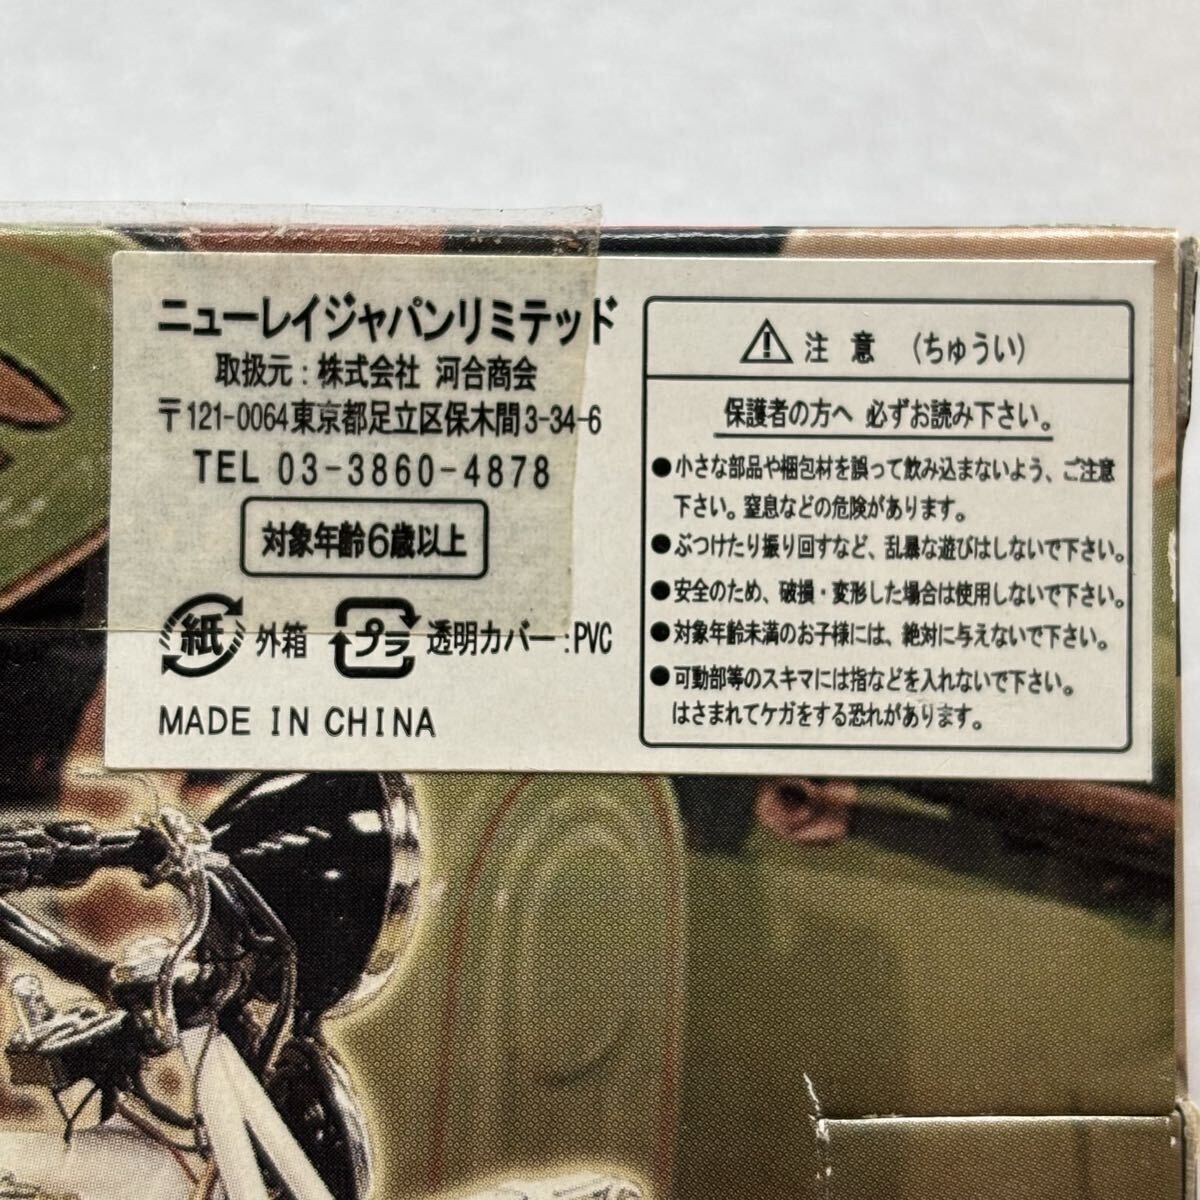 ニューレイジャパンリミテッド
取扱元：株式会社 河合商会
〒121-0064東京都足立区保木間3-34-6
TEL 03-3860-4878
対象年齢6歳以上
紙 外箱 プラ 透明カバー：PVC
MADE IN CHINA
注 意 （ちゅうい）
保護者の方へ 必ずお読み下さい。
●小さな部品や梱包材を誤って飲み込まないよう、ご注意
下さい。窒息などの危険があります。
●ぶつけたり振り回すなど、乱暴な遊びはしないで下さい。
●安全のため、破損・変形した場合は使用しないで下さい。
●対象年齢未満のお子様には、絶対に与えないで下さい。
●可動部等のスキマには指などを入れないで下さい。
はさまれてケガをする恐れがあります。